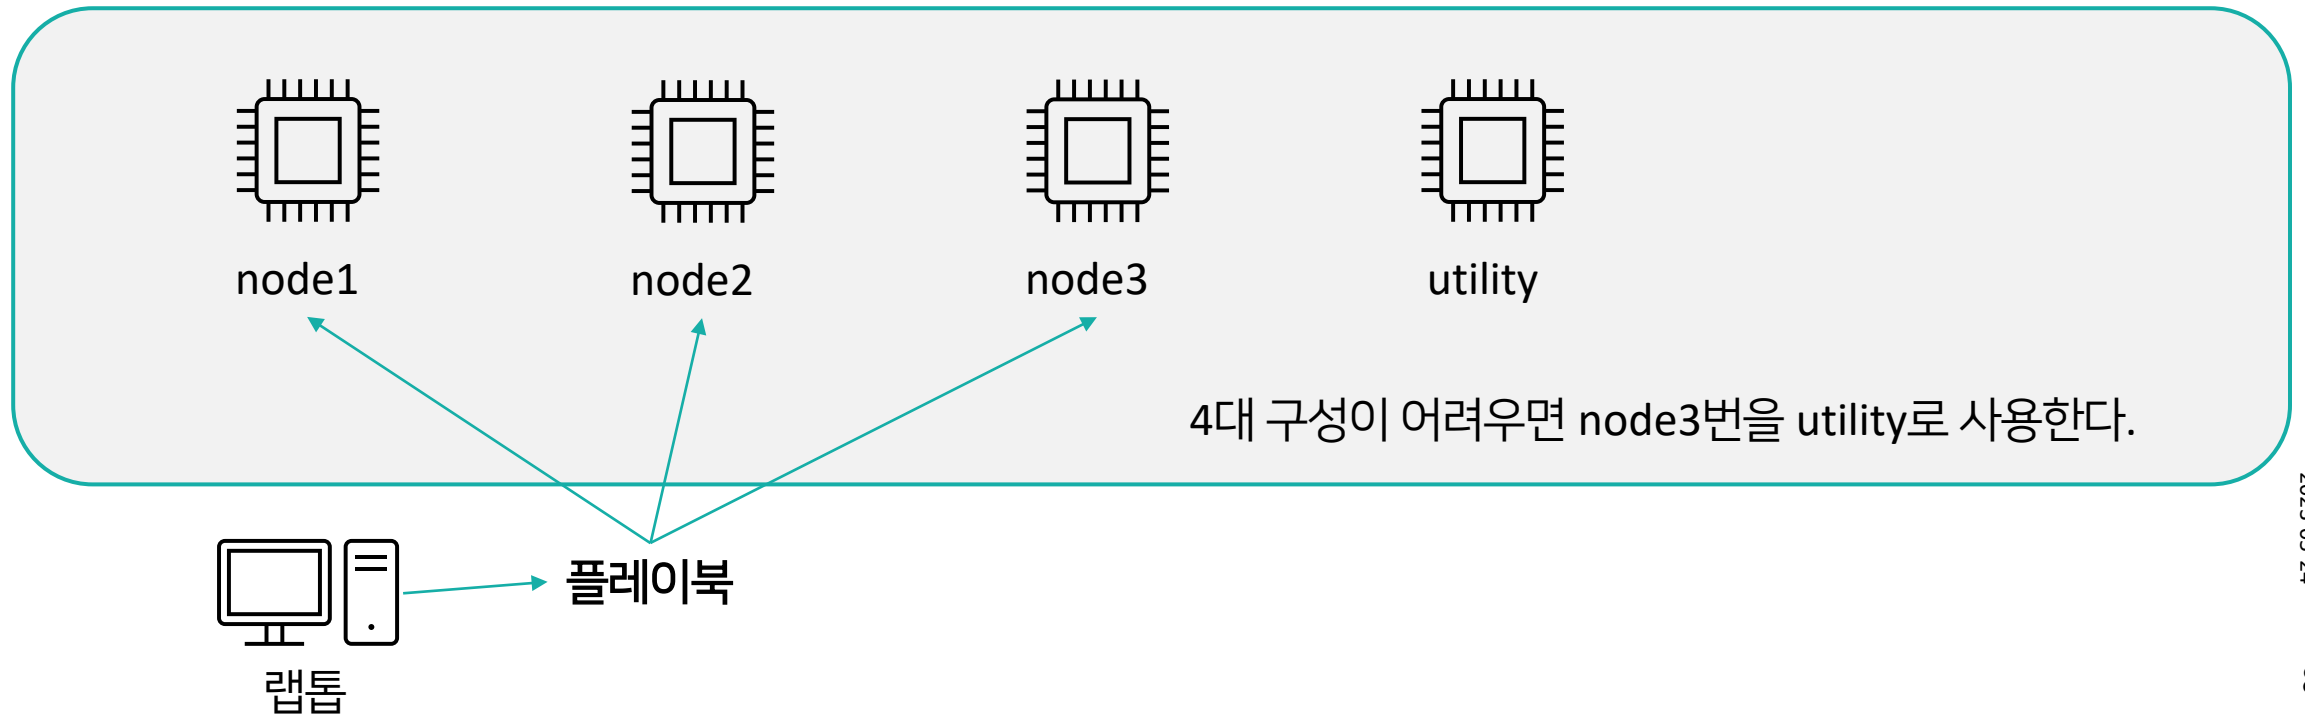 node1
node2
node3
utility
4대 구성이 어려우면 node3번을 utility로 사용한다.
플레이북
랩톱